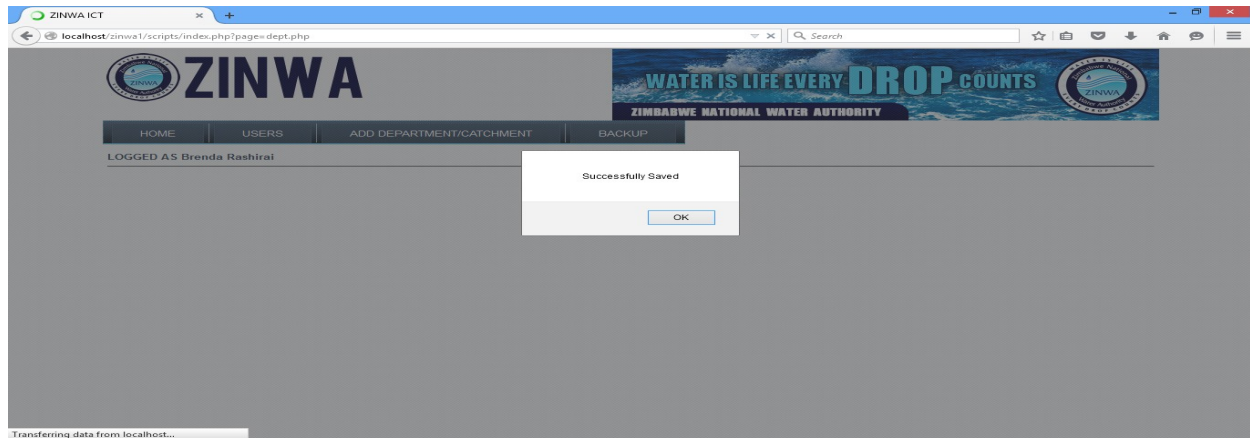 ZINWA ICT
localhost/zinwa1/scripts/index.php?page=dept.php
Search
ZINWA
WATER IS LIFE EVERY DROP COUNTS
ZINWA
ZIMBABWE NATIONAL WATER AUTHORITY
HOME USERS ADD DEPARTMENT/CATCHMENT BACKUP
LOGGED AS Brenda Rashirai
Successfully Saved
OK
Transferring data from localhost...